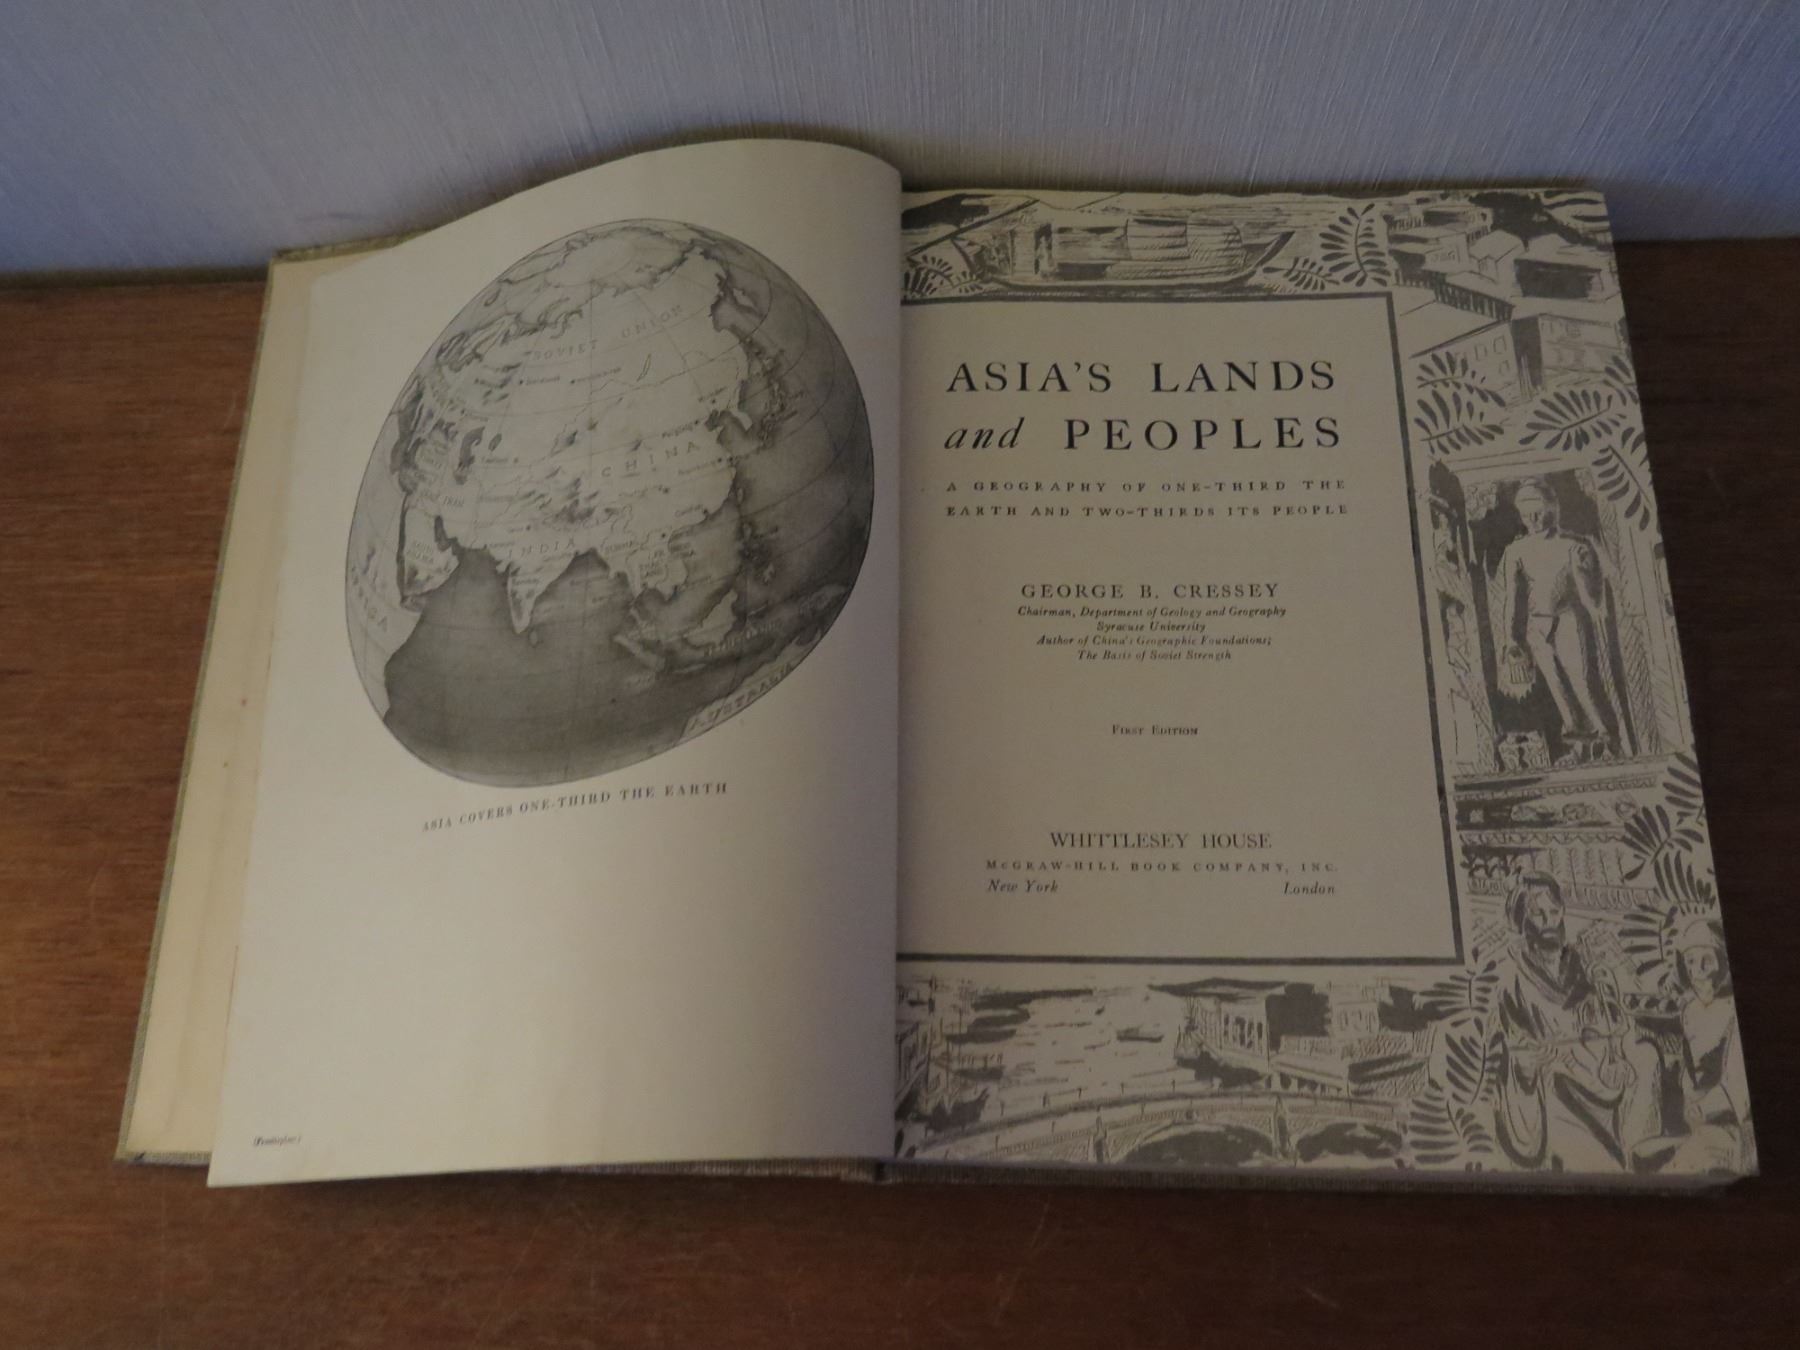 SOVIET UNION
CHINA
INDIA
AUSTRALIA
ASIA COVERS ONE-THIRD THE EARTH
ASIA'S LANDS
and PEOPLES
A GEOGRAPHY OF ONE-THIRD THE
EARTH AND TWO-THIRDS ITS PEOPLE
GEORGE B. CRESSEY
Chairman, Department of Geology and Geography
Syracuse University
Author of China's Geographic Foundations;
The Basis of Soviet Strength
FIRST EDITION
WHITTLESEY HOUSE
McGRAW-HILL BOOK COMPANY, INC.
New York London